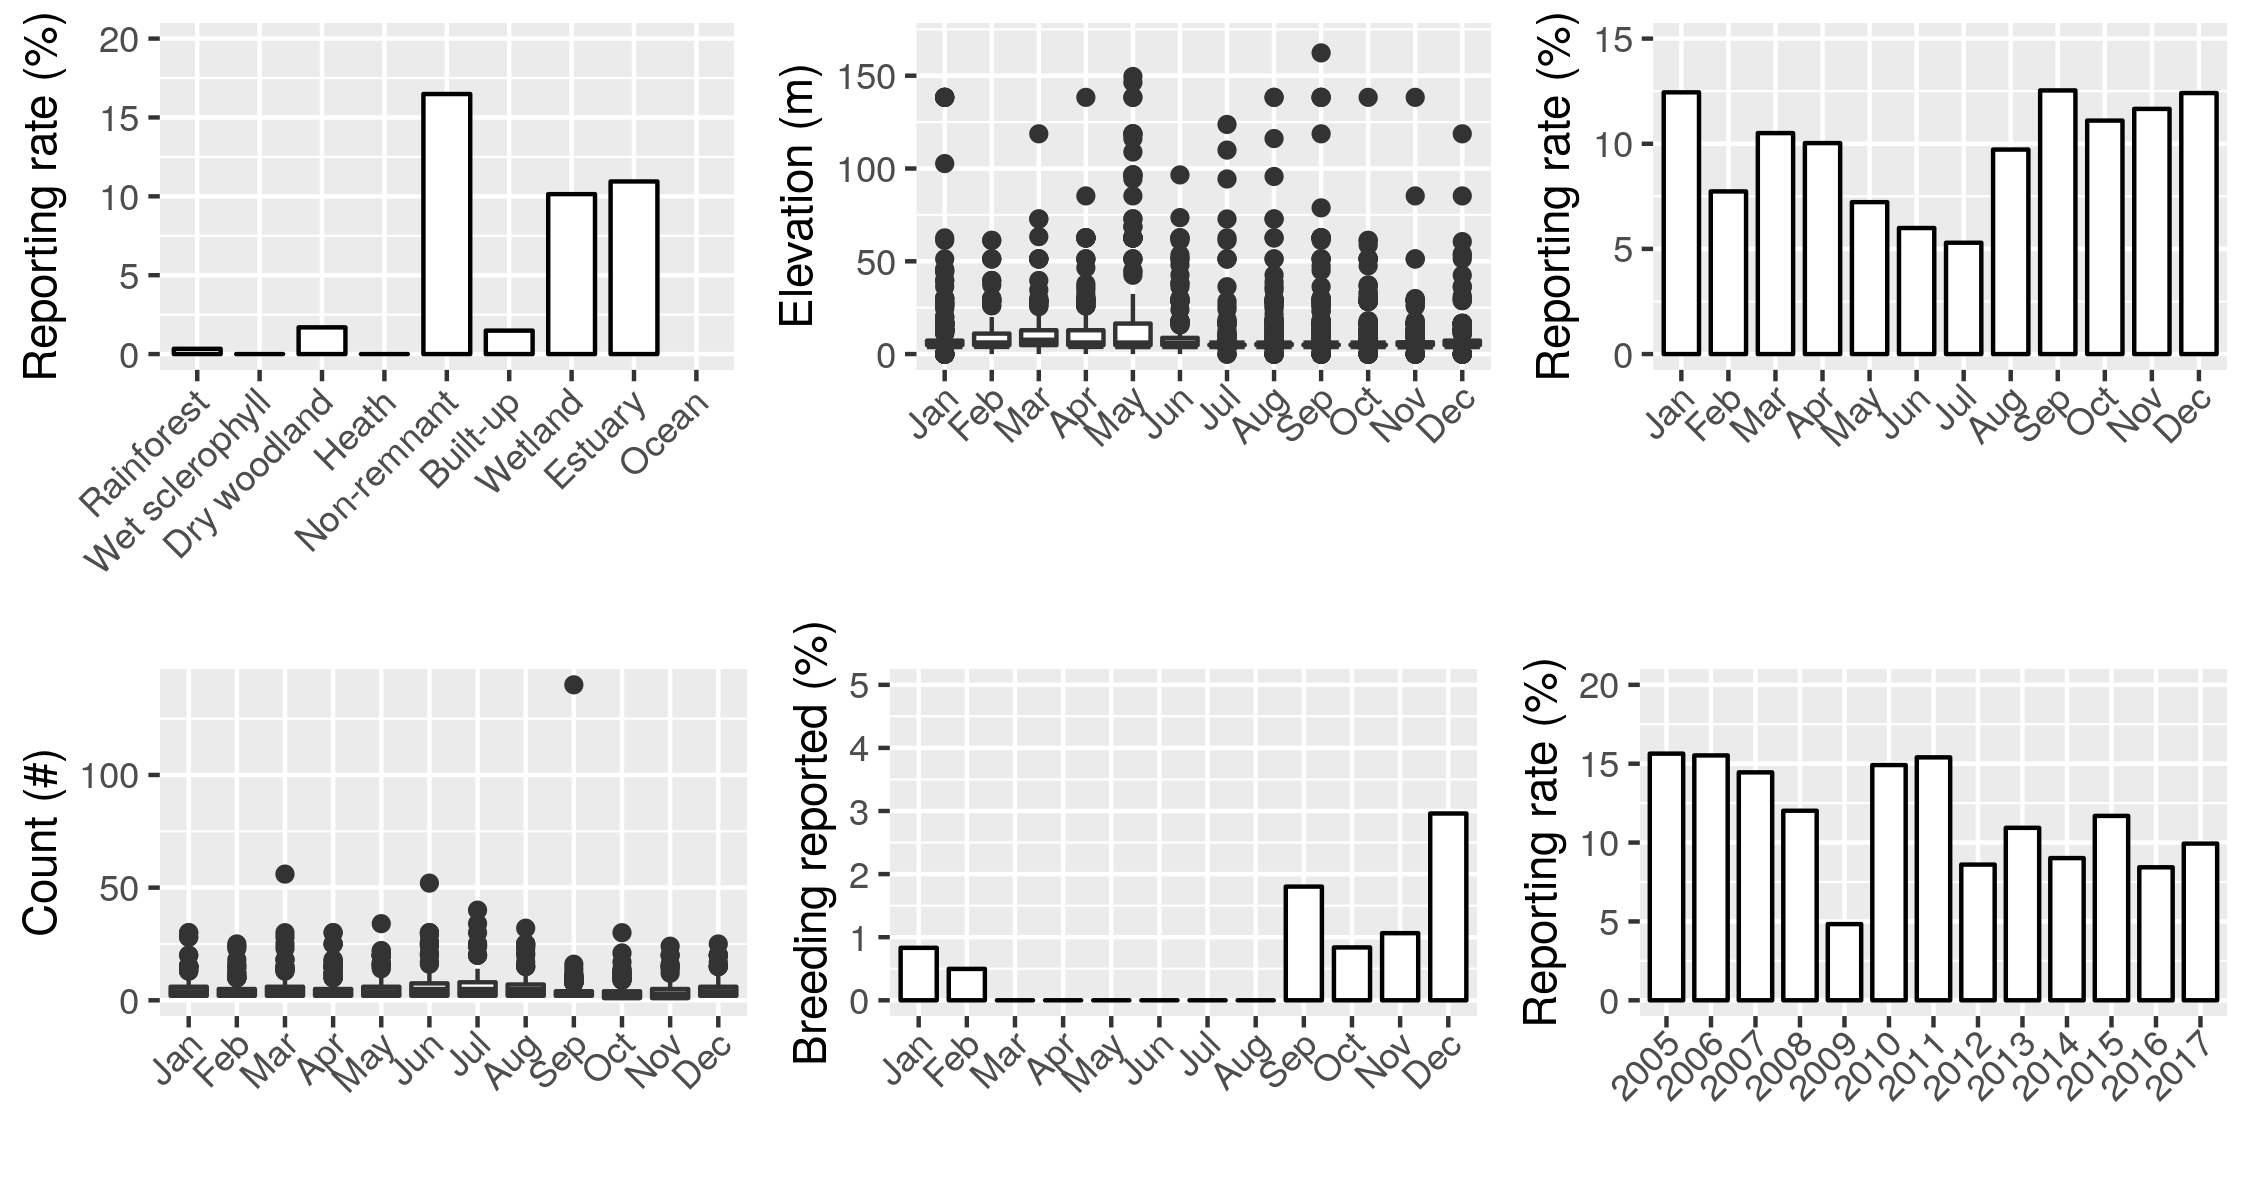 Reporting rate (%)
20
15
10
5
0
Rainforest
Wet sclerophyll
Dry woodland
Heath
Non-remnant
Built-up
Wetland
Estuary
Ocean
Elevation (m)
150
100
50
0
Jan
Feb
Mar
Apr
May
Jun
Jul
Aug
Sep
Oct
Nov
Dec
Reporting rate (%)
15
10
5
0
Jan
Feb
Mar
Apr
May
Jun
Jul
Aug
Sep
Oct
Nov
Dec
Count (#)
100
50
0
Jan
Feb
Mar
Apr
May
Jun
Jul
Aug
Sep
Oct
Nov
Dec
Breeding reported (%)
5
4
3
2
1
0
Jan
Feb
Mar
Apr
May
Jun
Jul
Aug
Sep
Oct
Nov
Dec
Reporting rate (%)
20
15
10
5
0
2005
2006
2007
2008
2009
2010
2011
2012
2013
2014
2015
2016
2017